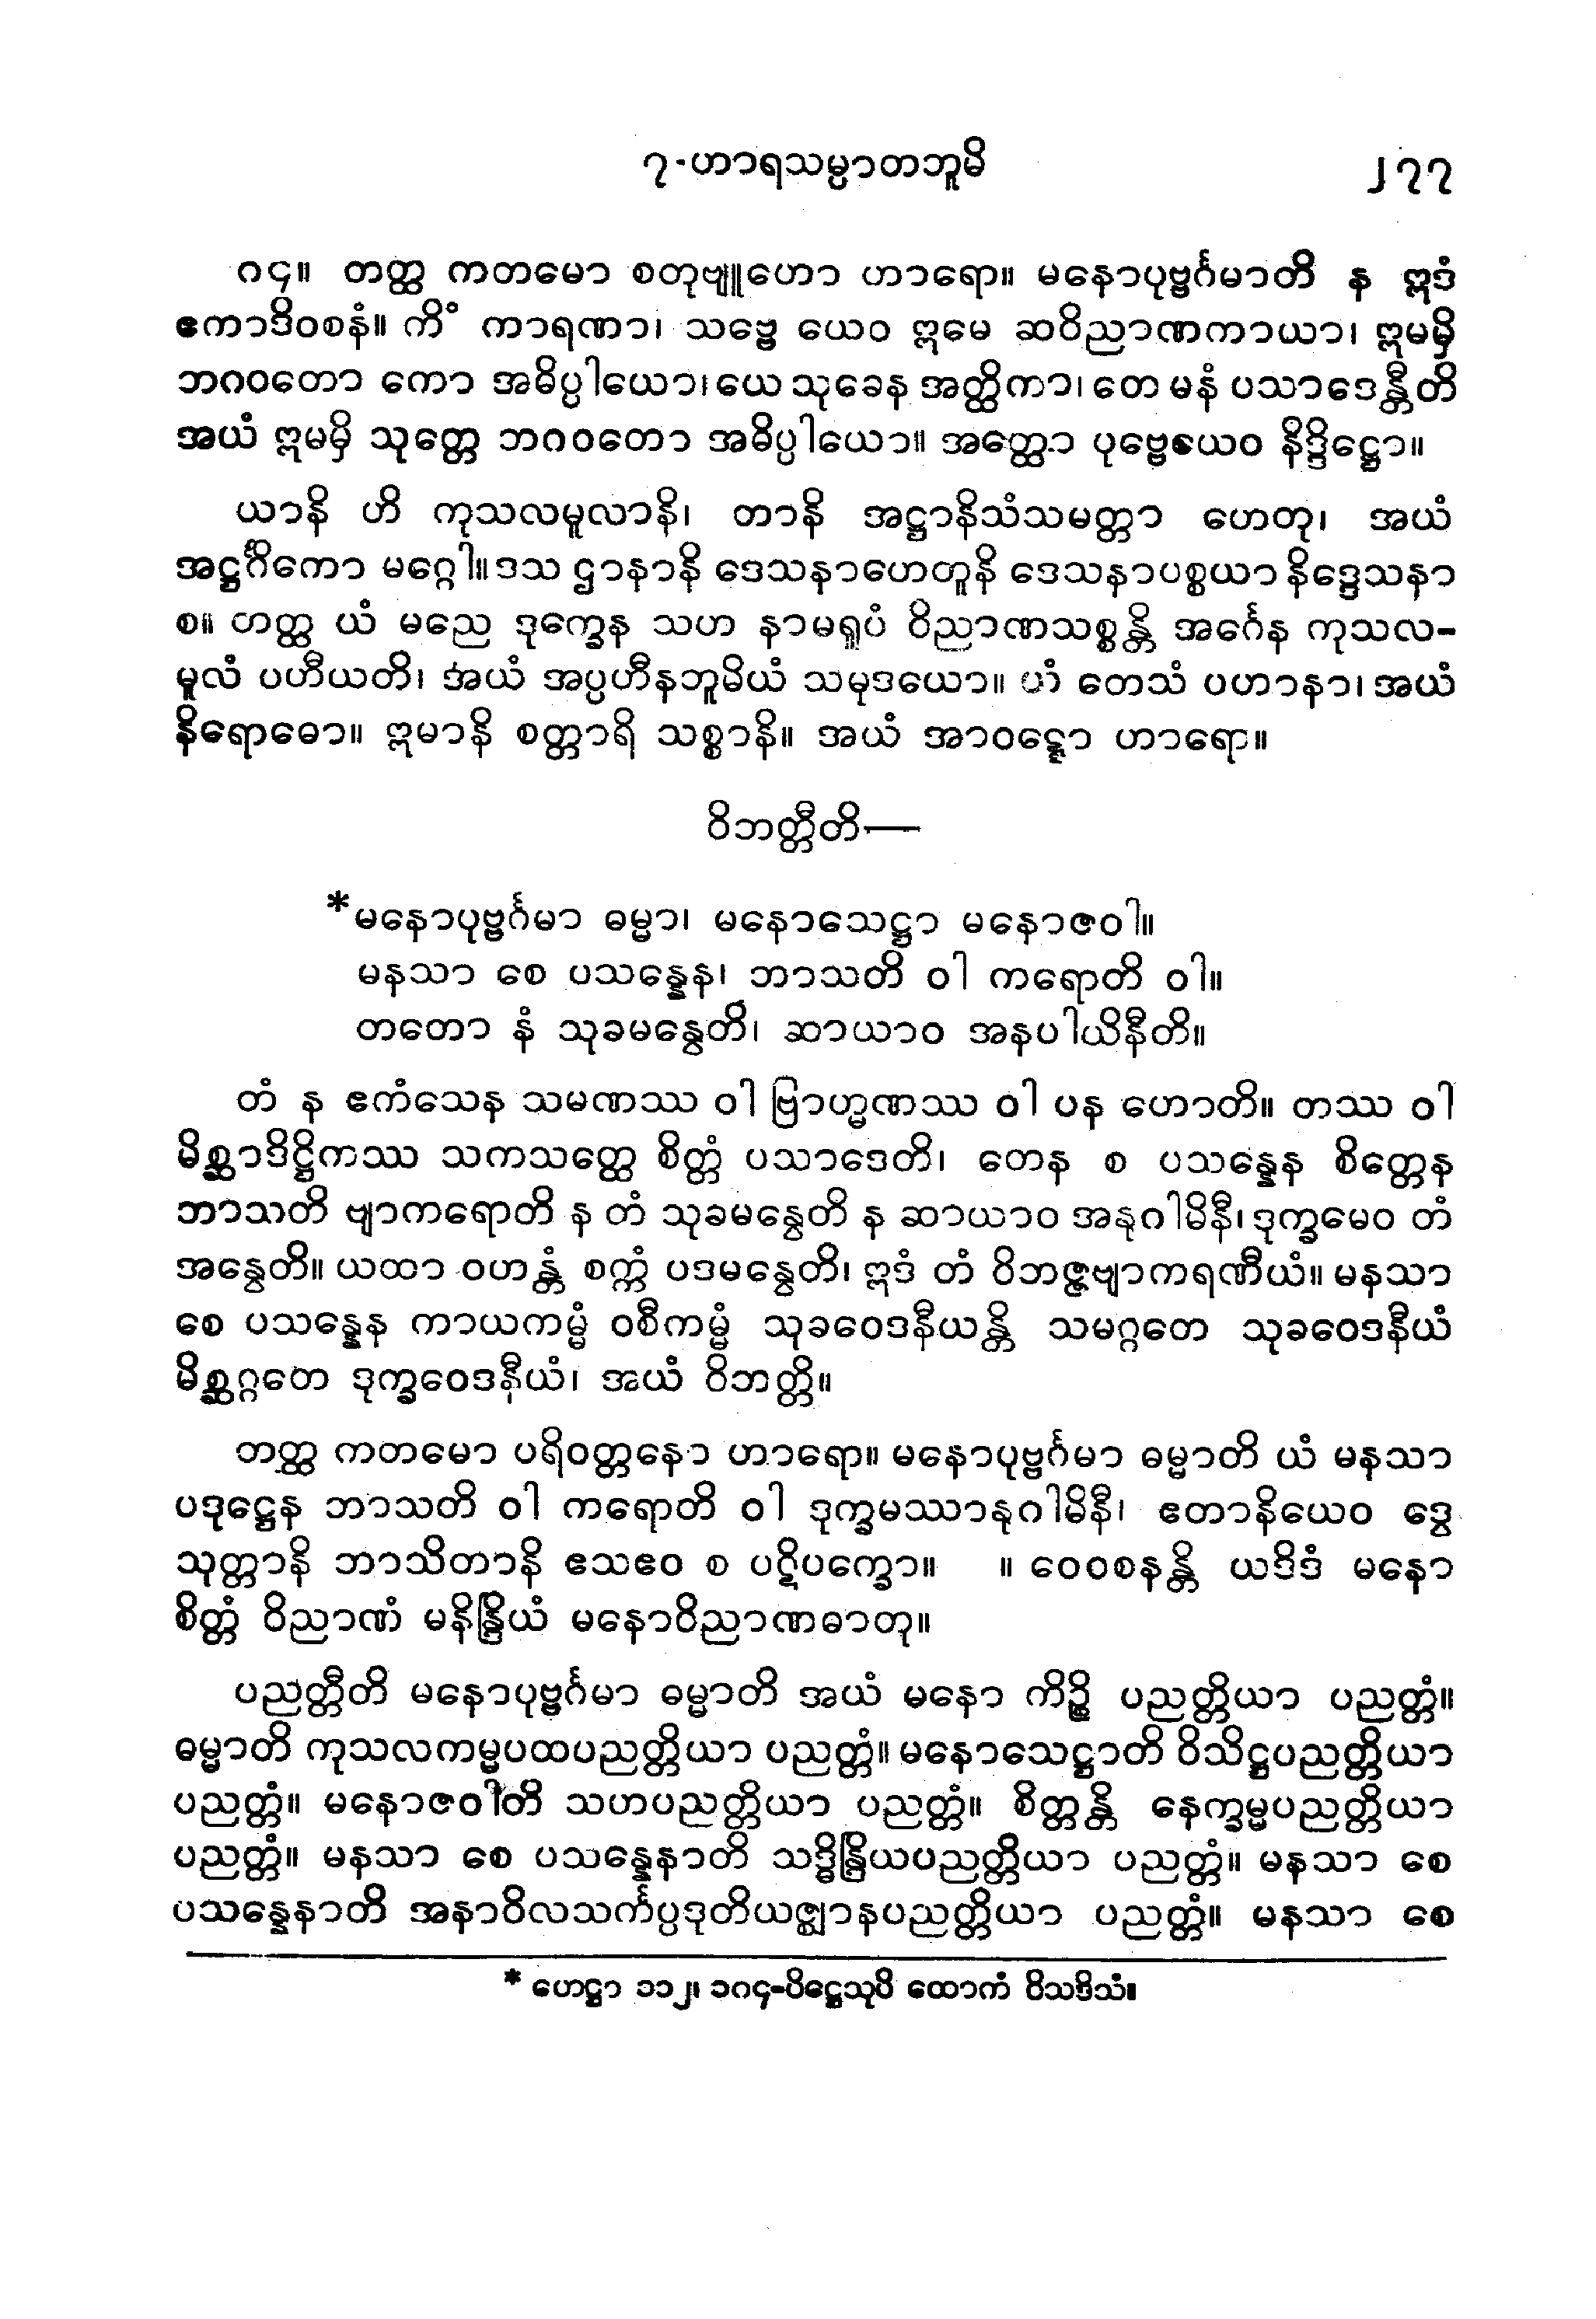 ၇-ဟာရသမ္ပာတဘူမိ ၂၇၇
၈၄။ တတ္ထ ကတမော စတုဗျူဟော ဟာရော။ မနောပုဗ္ဗင်္ဂမာတိ န ဣဒံ
ဧကာဒိဝစနံ။ ကိံ ကာရဏာ၊ သဗ္ဗေ ယေဝ ဣမေ ဆဝိညာဏကာယာ၊ ဣမမှိ
ဘဂဝတော ကော အဓိပ္ပါယော၊ ယေ သုခေန အတ္ထိကာ၊ တေ မနံ ပသာဒေန္တီတိ
အယံ ဣမမှိ သုတ္တေ ဘဂဝတော အဓိပ္ပါယော။ အတ္ထော ပုဗ္ဗေယေဝ နိဒ္ဒိဋ္ဌော။
ယာနိ ဟိ ကုသလမူလာနိ၊ တာနိ အဋ္ဌာနိသံသမတ္တာ ဟေတု၊ အယံ
အဋ္ဌင်္ဂိကော မဂ္ဂေါ။ ဒသ ဌာနာနိ ဒေသနာဟေတူနိ ဒေသနာပစ္စယာ နိဒ္ဒေသနာ
စ။ တတ္ထ ယံ မညေ ဒုက္ခေန သဟ နာမရူပံ ဝိညာဏသစ္စန္တိ အင်္ဂေန ကုသလ-
မူလံ ပဟီယတိ၊ အယံ အပ္ပဟီနဘူမိယံ သမုဒယော။ ယံ တေသံ ပဟာနာ၊ အယံ
နိရောဓော။ ဣမာနိ စတ္တာရိ သစ္စာနိ။ အယံ အာဝဋ္ဋော ဟာရော။
ဝိဘတ္တီတိ—
*မနောပုဗ္ဗင်္ဂမာ ဓမ္မာ၊ မနောသေဋ္ဌာ မနောဇဝါ။
မနသာ စေ ပသန္နေန၊ ဘာသတိ ဝါ ကရောတိ ဝါ။
တတော နံ သုခမန္ဝေတိ၊ ဆာယာဝ အနပါယိနီတိ။
တံ န ဧကံသေန သမဏဿ ဝါ ဗြာဟ္မဏဿ ဝါ ပန ဟောတိ။ တဿ ဝါ
မိစ္ဆာဒိဋ္ဌိကဿ သကသတ္ထေ စိတ္တံ ပသာဒေတိ၊ တေန စ ပသန္နေန စိတ္တေန
ဘာသတိ ဗျာကရောတိ န တံ သုခမန္ဝေတိ န ဆာယာဝ အနုဂါမိနီ၊ ဒုက္ခမေဝ တံ
အန္ဝေတိ။ ယထာ ဝဟန္တံ စက္ကံ ပဒမန္ဝေတိ၊ ဣဒံ တံ ဝိဘဇ္ဇဗျာကရဏီယံ။ မနသာ
စေ ပသန္နေန ကာယကမ္မံ ဝစီကမ္မံ သုခဝေဒနီယန္တိ သမဂ္ဂတေ သုခဝေဒနီယံ
မိစ္ဆဂ္ဂတေ ဒုက္ခဝေဒနီယံ၊ အယံ ဝိဘတ္တိ။
တတ္ထ ကတမော ပရိဝတ္တနော ဟာရော။ မနောပုဗ္ဗင်္ဂမာ ဓမ္မာတိ ယံ မနသာ
ပဒုဋ္ဌေန ဘာသတိ ဝါ ကရောတိ ဝါ ဒုက္ခမဿာနုဂါမိနီ၊ ဧတာနိယေဝ ဒွေ
သုတ္တာနိ ဘာသိတာနိ ဧသဧဝ စ ပဋိပက္ခော။ ။ ဝေဝစနန္တိ ယဒိဒံ မနော
စိတ္တံ ဝိညာဏံ မနိန္ဒြိယံ မနောဝိညာဏဓာတု။
ပညတ္တီတိ မနောပုဗ္ဗင်္ဂမာ ဓမ္မာတိ အယံ မနော ကိဉ္စိ ပညတ္တိယာ ပညတ္တံ။
ဓမ္မာတိ ကုသလကမ္မပထပညတ္တိယာ ပညတ္တံ။ မနောသေဋ္ဌာတိ ဝိသိဋ္ဌပညတ္တိယာ
ပညတ္တံ။ မနောဇဝါတိ သဟပညတ္တိယာ ပညတ္တံ။ စိတ္တန္တိ နေက္ခမ္မပညတ္တိယာ
ပညတ္တံ။ မနသာ စေ ပသန္နေနာတိ သဒ္ဓိန္ဒြိယပညတ္တိယာ ပညတ္တံ။ မနသာ စေ
ပသန္နေနာတိ အနာဝိလသင်္ကပ္ပဒုတိယဇ္ဈာနပညတ္တိယာ ပညတ္တံ။ မနသာ စေ
* ဟေဋ္ဌာ ၁၁၂၊ ၁၈၄-ပိဋ္ဌေသုပိ ထောကံ ဝိသဒိသံ။